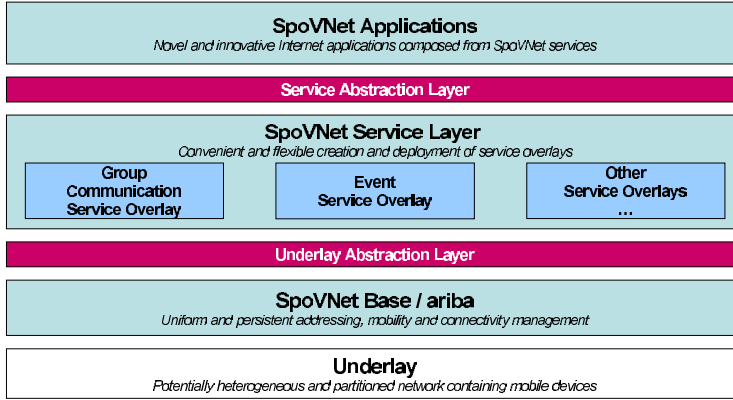 SpoVNet Applications
Novel and innovative Internet applications composed from SpoVNet services
Service Abstraction Layer
SpoVNet Service Layer
Convenient and flexible creation and deployment of service overlays
Group
Communication
Service Overlay
Event
Service Overlay
Other
Service Overlays
...
Underlay Abstraction Layer
SpoVNet Base / ariba
Uniform and persistent addressing, mobility and connectivity management
Underlay
Potentially heterogeneous and partitioned network containing mobile devices